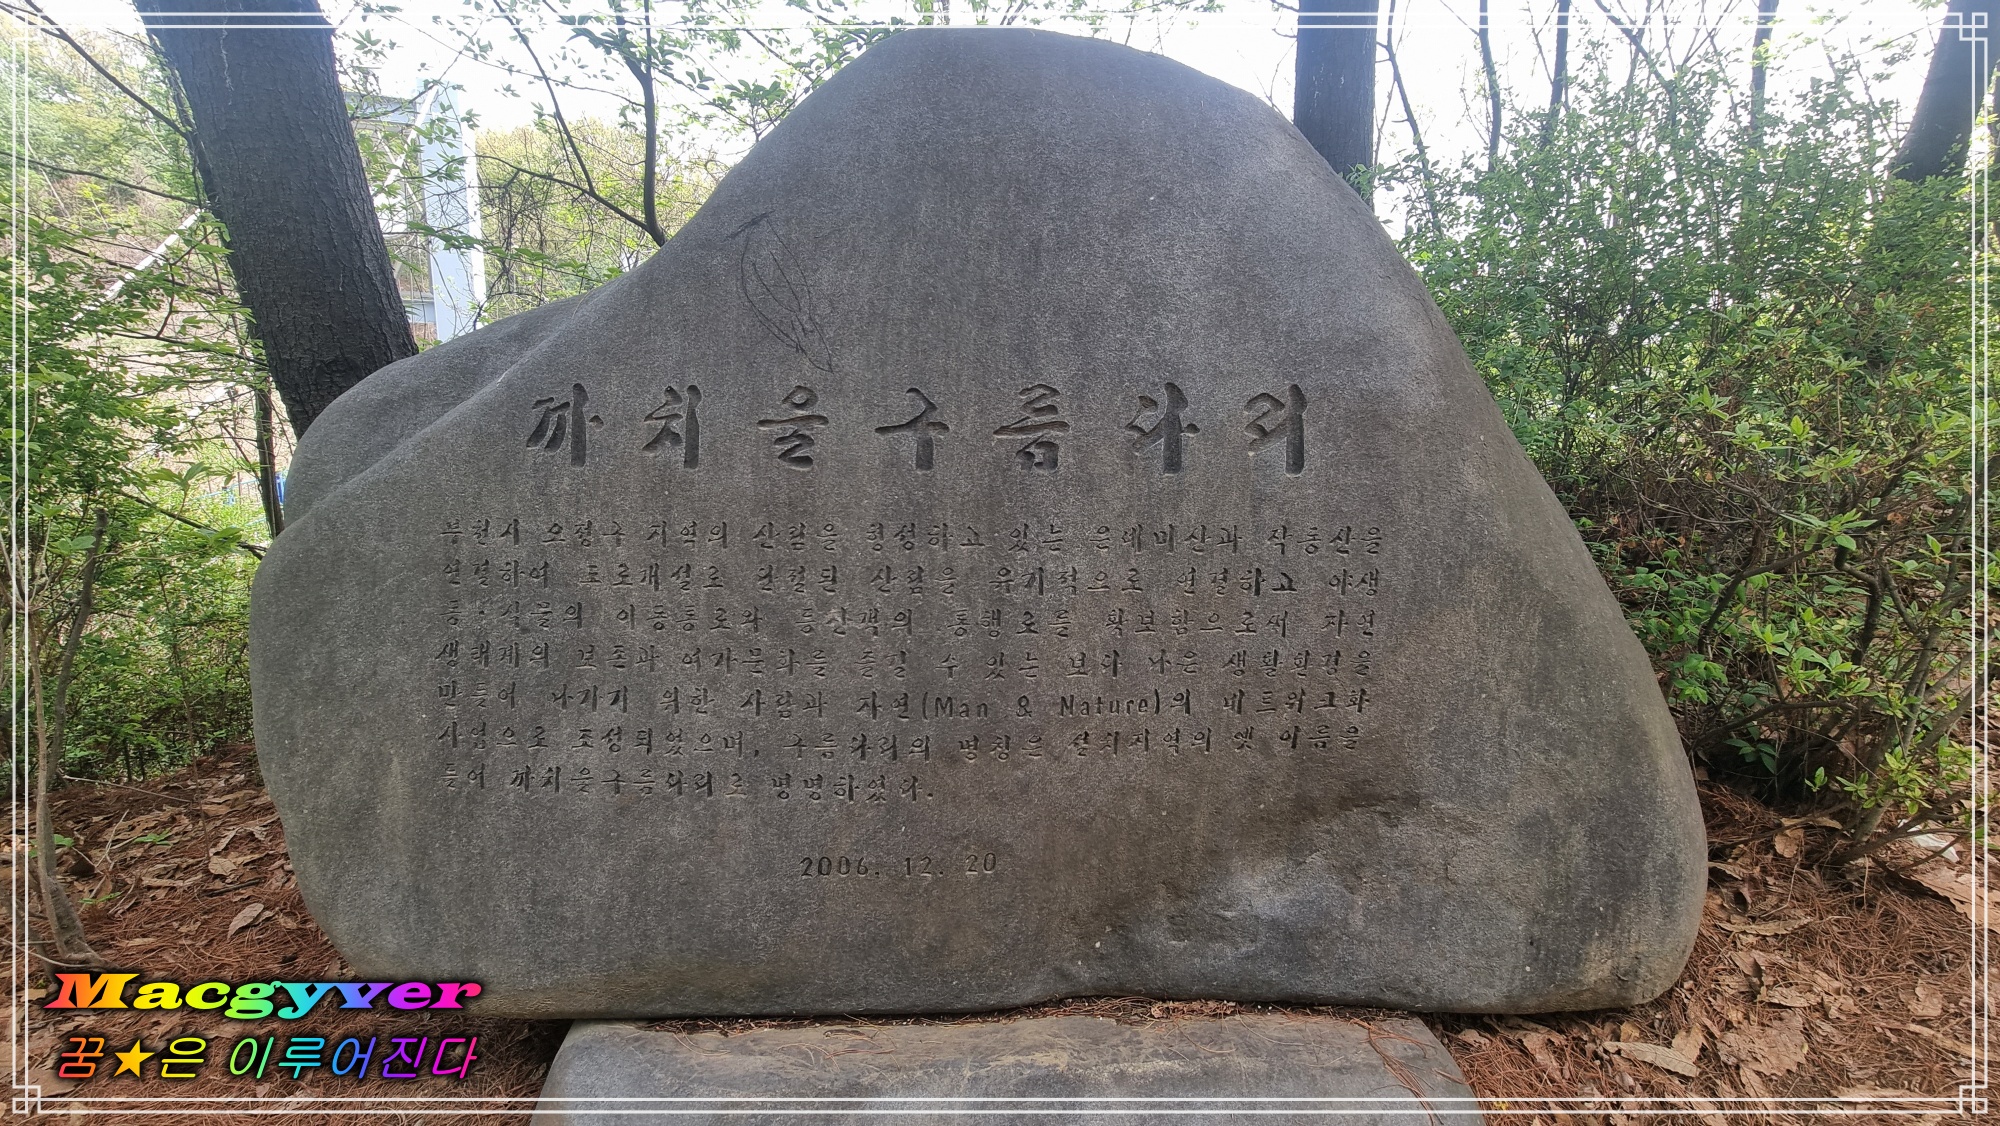 까치울구름다리
부천시 오정구 지역의 산림을 형성하고 있는 은데미산과 작동산을
연결하여 도로개설로 단절된 산림을 유기적으로 연결하고 야생
동·식물의 이동통로와 등산객의 통행로를 확보함으로써 자연
생태계의 보존과 여가문화를 즐길 수 있는 보다 나은 생활환경을
만들어 나가기 위한 사람과 자연(Man & Nature)의 네트워크화
사업으로 조성되었으며, 구름다리의 명칭은 설치지역의 옛 이름을
들어 까치울구름다리로 명명하였다.
2006. 12. 20
Macgyver
꿈★은 이루어진다